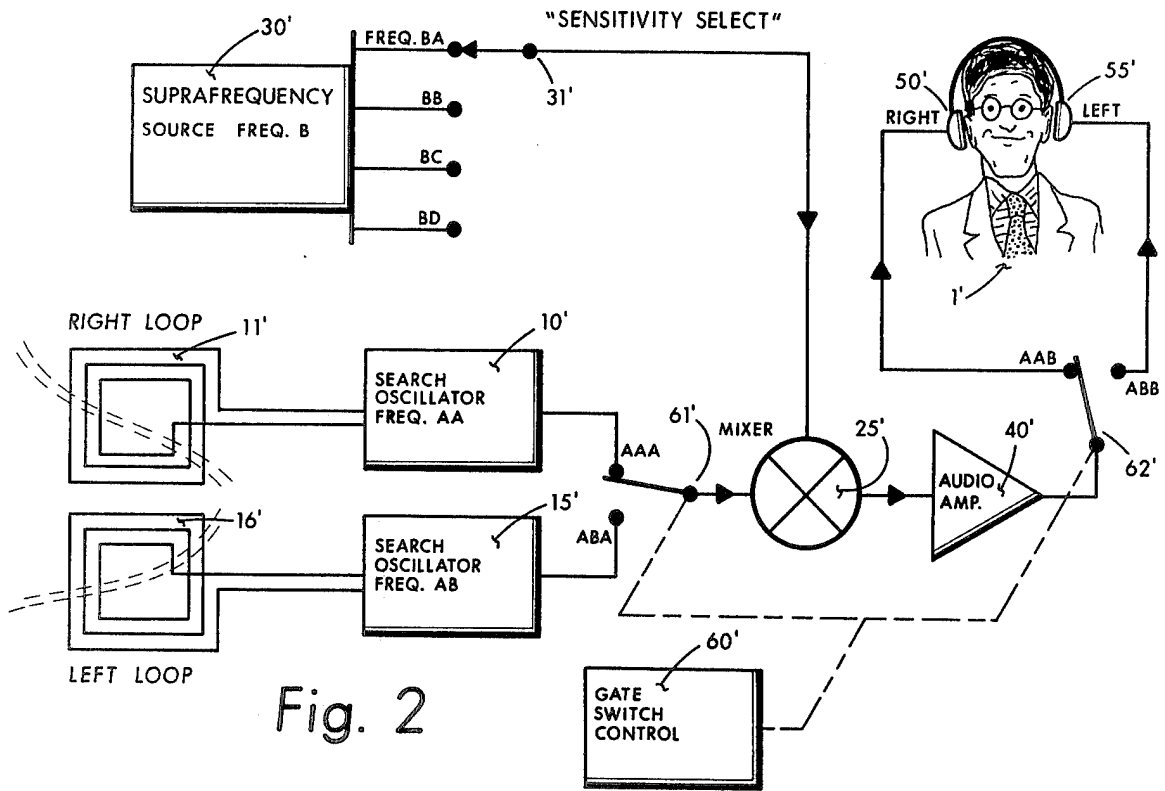 30'
"SENSITIVITY SELECT"
FREQ. BA
31'
50'
55'
SUPRAFREQUENCY
SOURCE FREQ. B
BB
BC
BD
RIGHT
LEFT
1'
RIGHT LOOP
11'
10'
SEARCH
OSCILLATOR
FREQ. AA
AAA
61'
MIXER
25'
40'
AUDIO
AMP.
AAB
ABB
62'
16'
15'
SEARCH
OSCILLATOR
FREQ. AB
ABA
LEFT LOOP
60'
GATE
SWITCH
CONTROL
Fig. 2